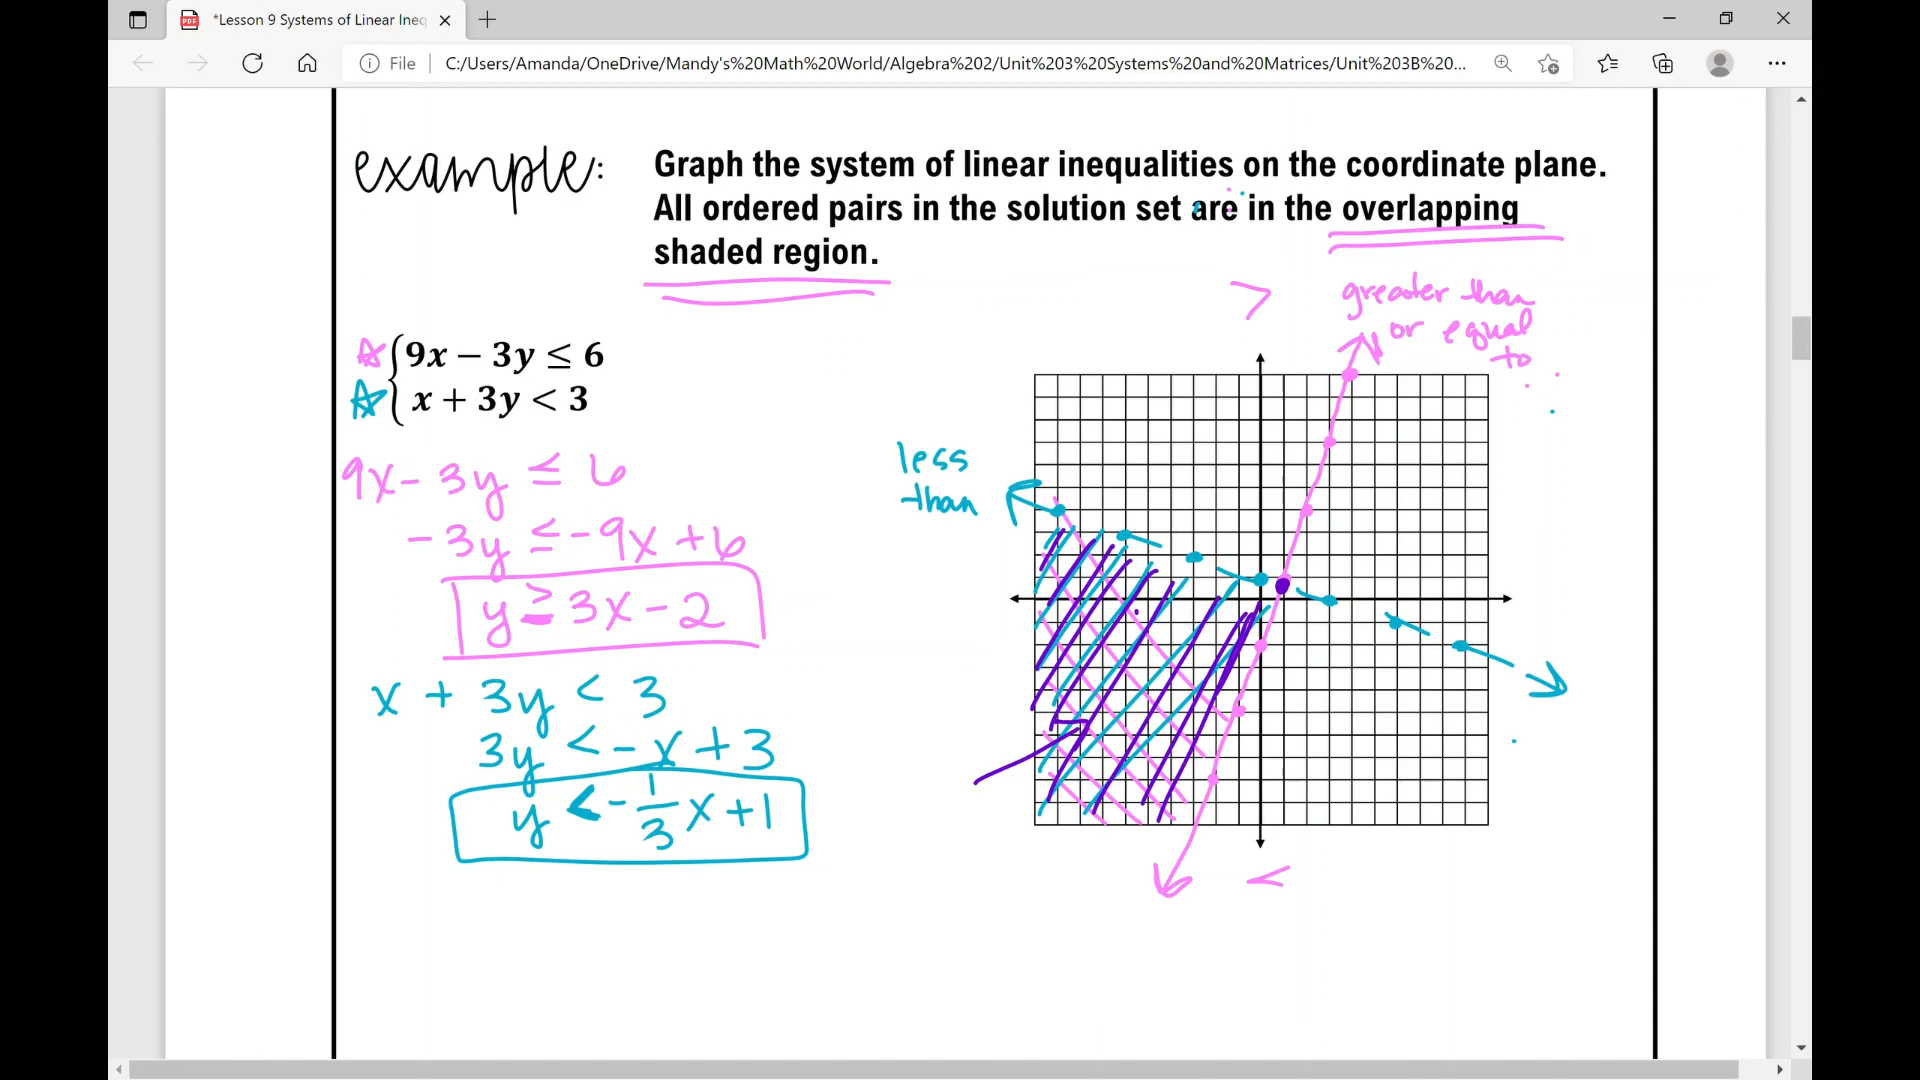 *Lesson 9 Systems of Linear Ineq
File
C:/Users/Amanda/OneDrive/Mandy's%20Math%20World/Algebra%202/Unit%203%20Systems%20and%20Matrices/Unit%203B%20...
example:
Graph the system of linear inequalities on the coordinate plane.
All ordered pairs in the solution set are in the overlapping
shaded region.
>
greater than
or equal
to
9x − 3y ≤ 6
x + 3y < 3
less
than
9x − 3y ≤ 6
−3y ≤ −9x + 6
y ≥ 3x − 2
x + 3y < 3
3y < −x + 3
y < −1/3x + 1
<